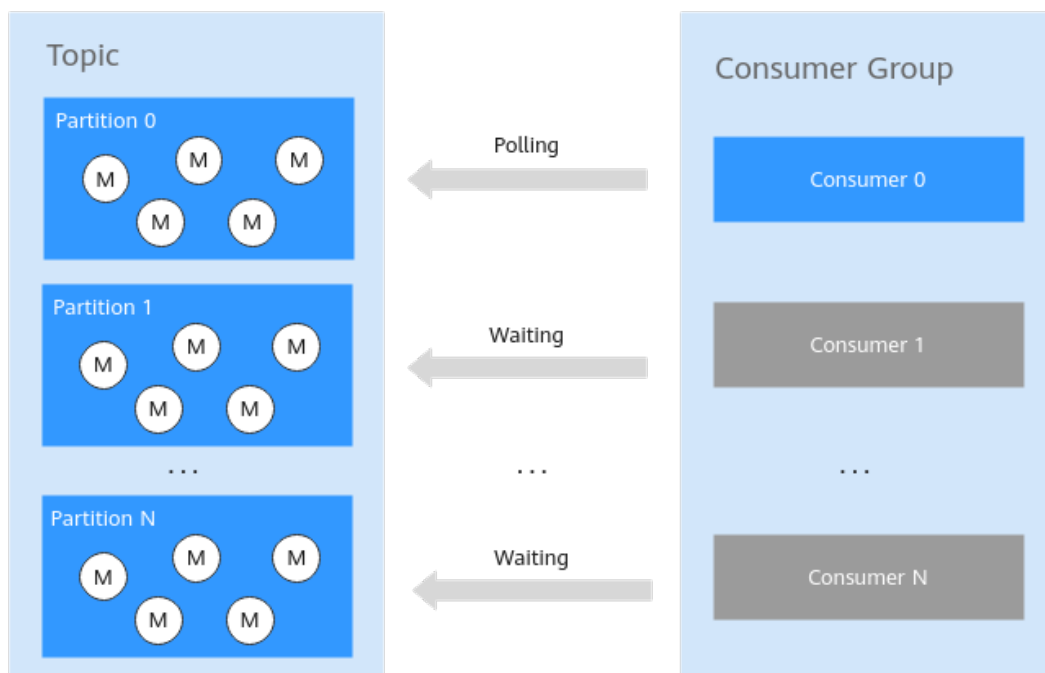 Topic
Partition 0
M
M
M
M
M
Partition 1
M
M
M
M
M
...
Partition N
M
M
M
M
M
Polling
Waiting
...
Waiting
Consumer Group
Consumer 0
Consumer 1
...
Consumer N